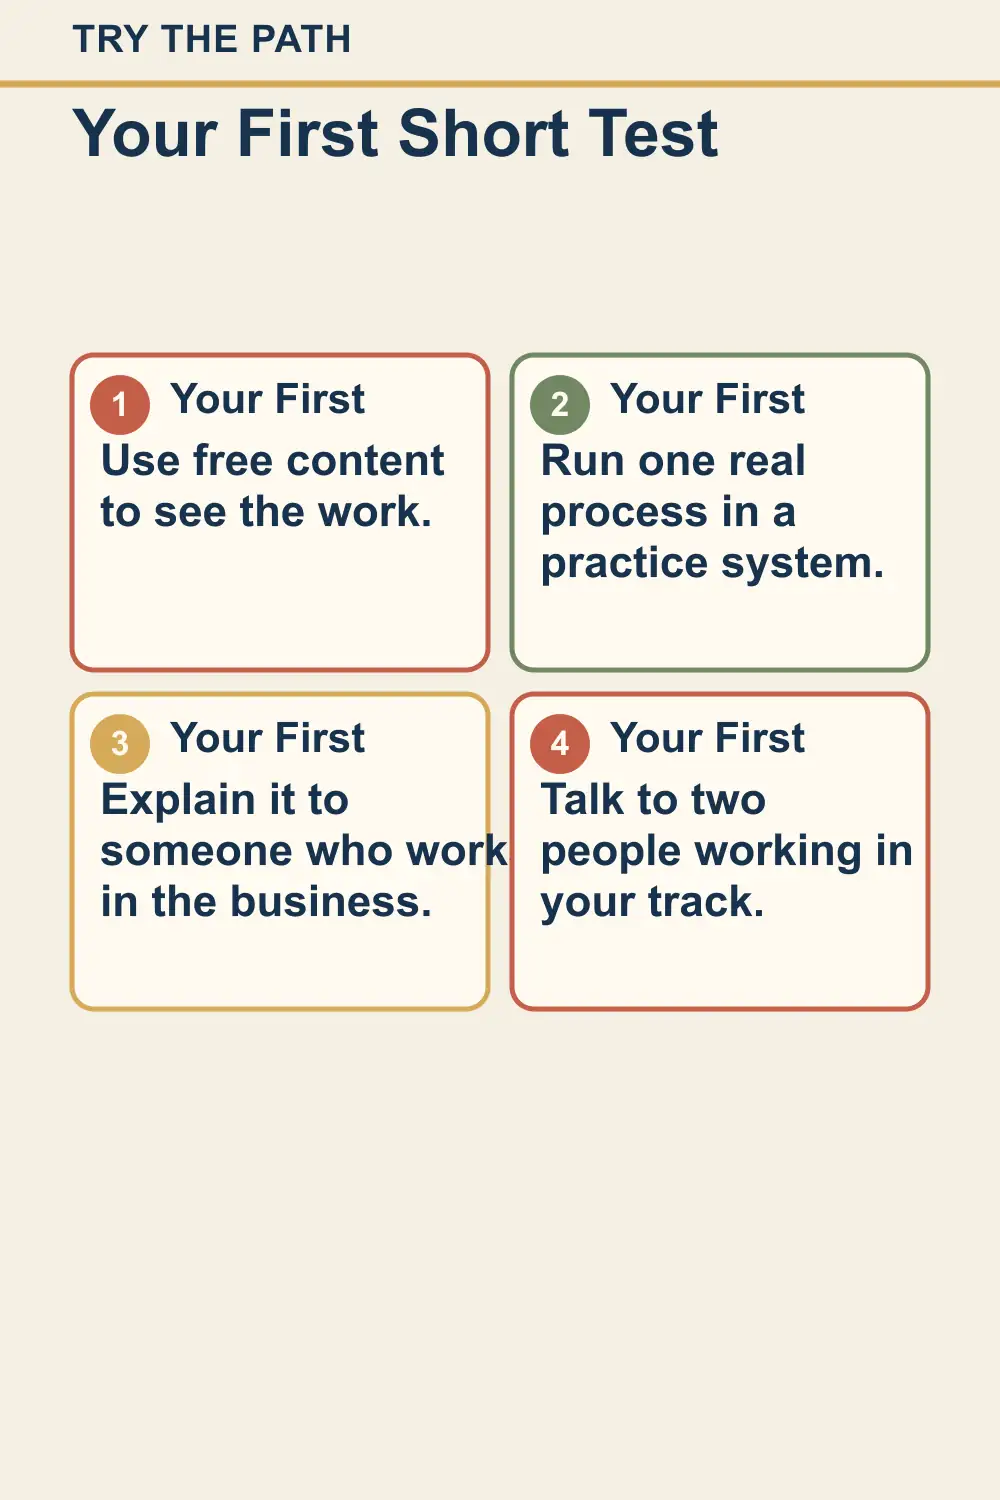 TRY THE PATH
Your First Short Test
1 Your First
Use free content
to see the work.
2 Your First
Run one real
process in a
practice system.
3 Your First
Explain it to
someone who work
in the business.
4 Your First
Talk to two
people working in
your track.